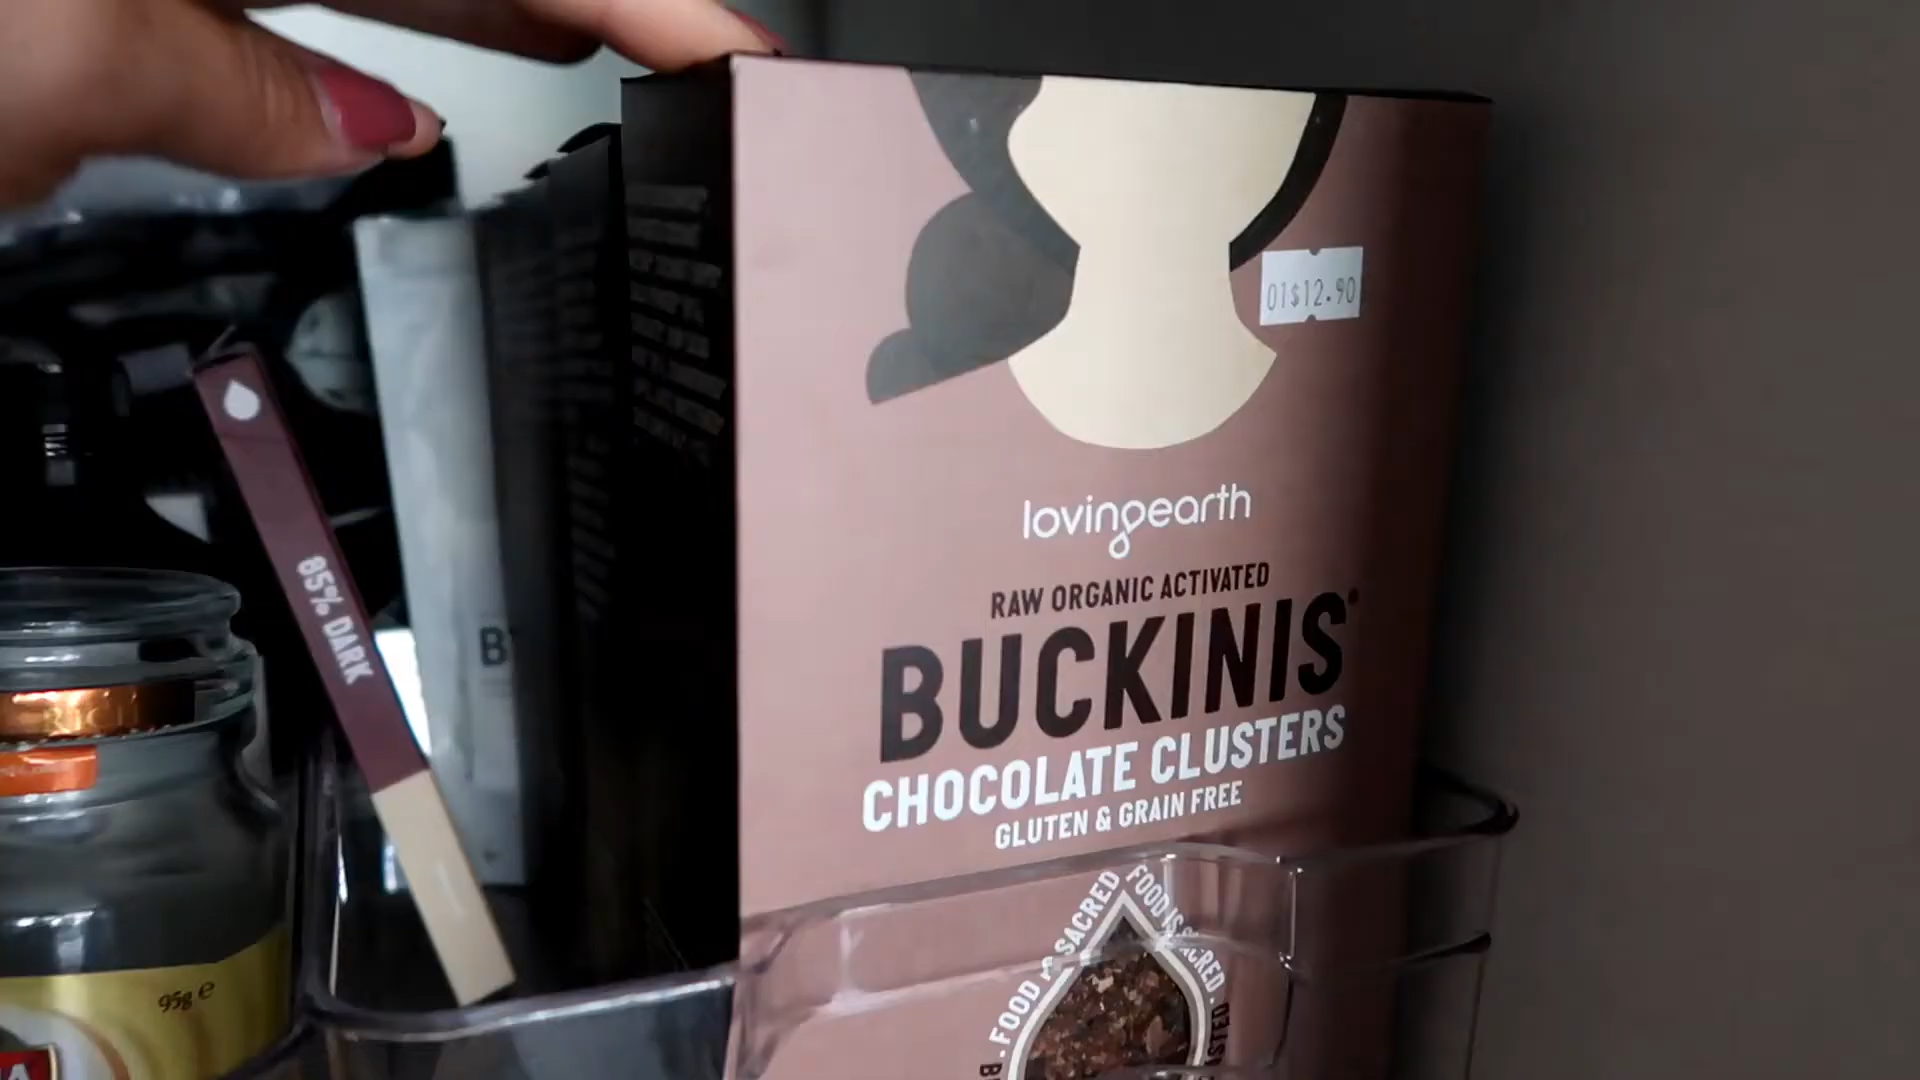 01$12.90
lovingearth
RAW ORGANIC ACTIVATED
BUCKINIS
CHOCOLATE CLUSTERS
GLUTEN & GRAIN FREE
FOOD IS SACRED . FOOD IS SACRED .
85% DARK
RICH
95g e